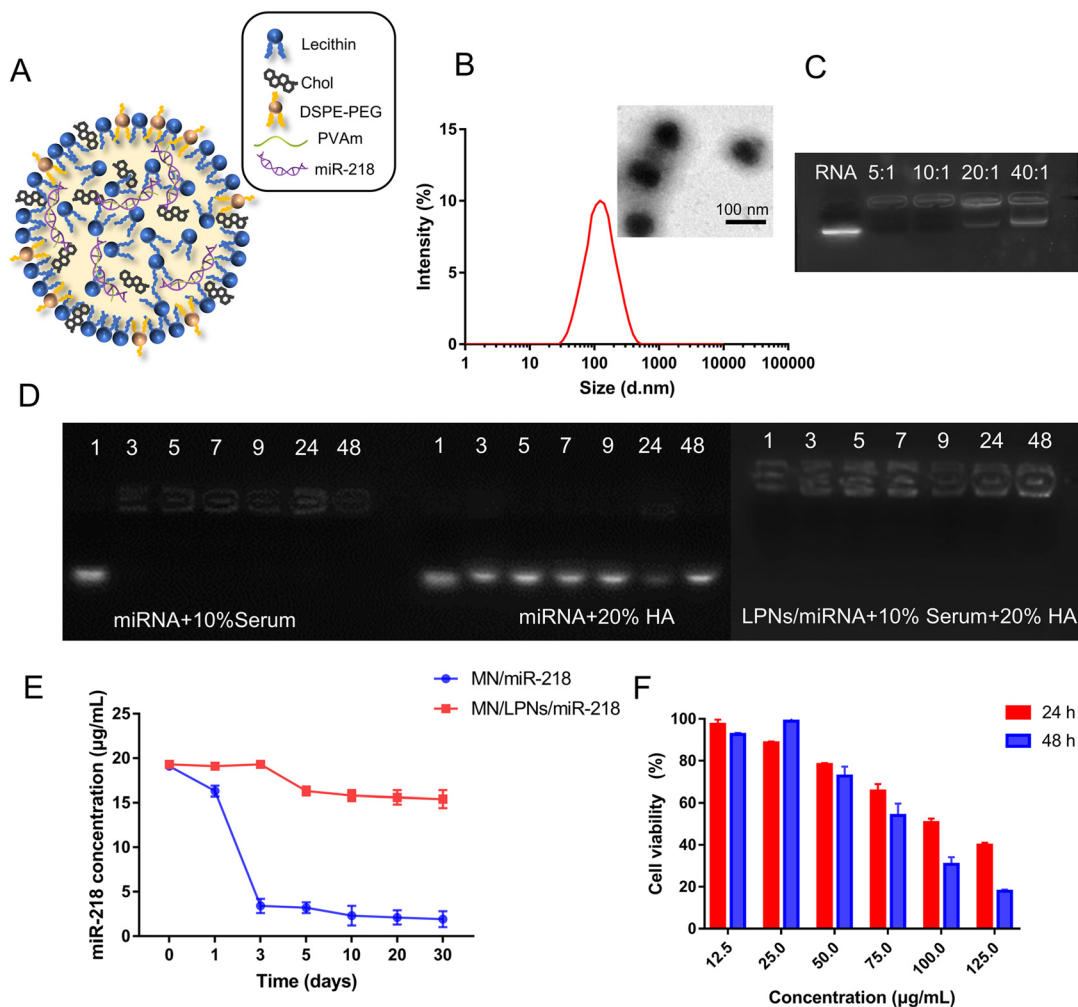 A
Lecithin
Chol
DSPE-PEG
PVAm
miR-218
B
Intensity (%)
15
10
5
0
1 10 100 1000 10000 100000
Size (d.nm)
100 nm
C
RNA 5:1 10:1 20:1 40:1
D
1 3 5 7 9 24 48
miRNA+10%Serum
1 3 5 7 9 24 48
miRNA+20% HA
1 3 5 7 9 24 48
LPNs/miRNA+10% Serum+20% HA
E
MN/miR-218
MN/LPNs/miR-218
miR-218 concentration (μg/mL)
25
20
15
10
5
0
0 1 3 5 10 20 30
Time (days)
F
24 h
48 h
Cell viability (%)
100
80
60
40
20
0
12.5 25.0 50.0 75.0 100.0 125.0
Concentration (μg/mL)